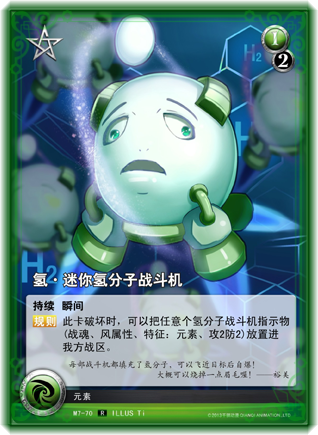 1
2
H2
H2
氢·迷你氢分子战斗机
持续 瞬间
规则 此卡破坏时，可以把任意个氢分子战斗机指示物
(战魂、风属性、特征：元素、攻2防2)放置进
我方战区。
每部战斗机都填充了氢分子，可以飞近目标后自爆！
大概可以烧掉一点眉毛喔！——裕美
元素
M7-70 R ILLUS Ti